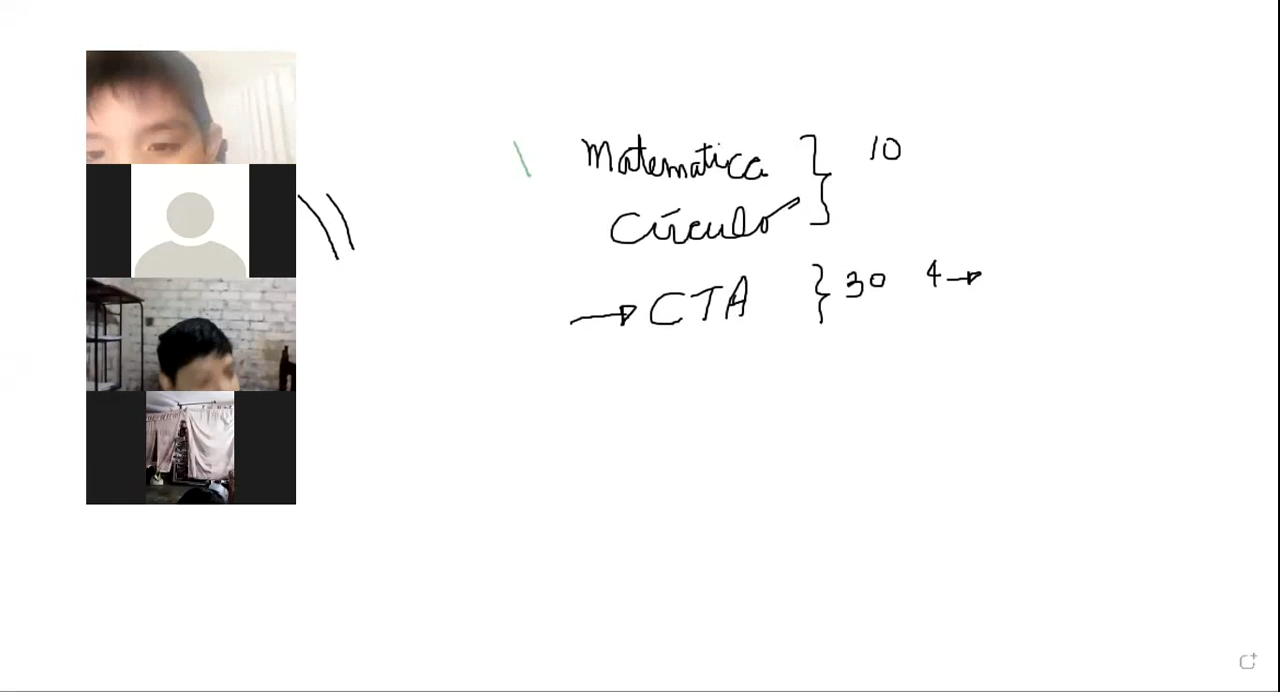 Matematica } 10
Círculo
→ CTA } 30 4→